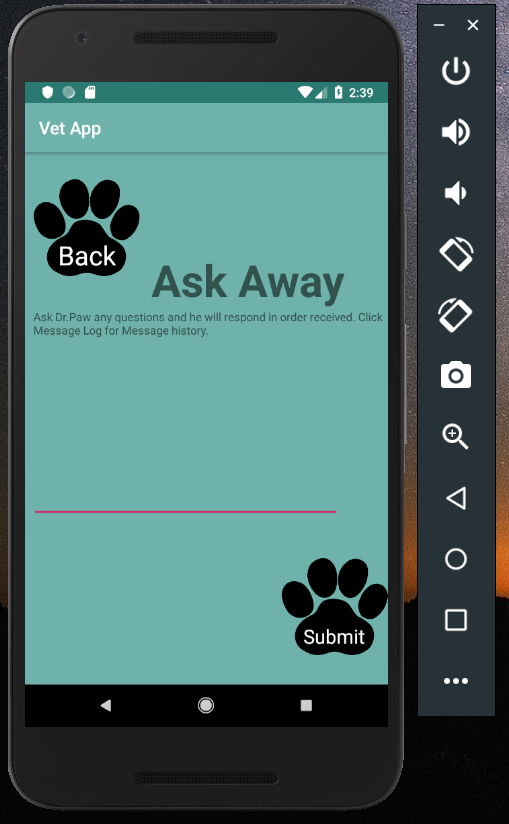 2:39
Vet App
Back
Ask Away
Ask Dr.Paw any questions and he will respond in order received. Click
Message Log for Message history.
Submit